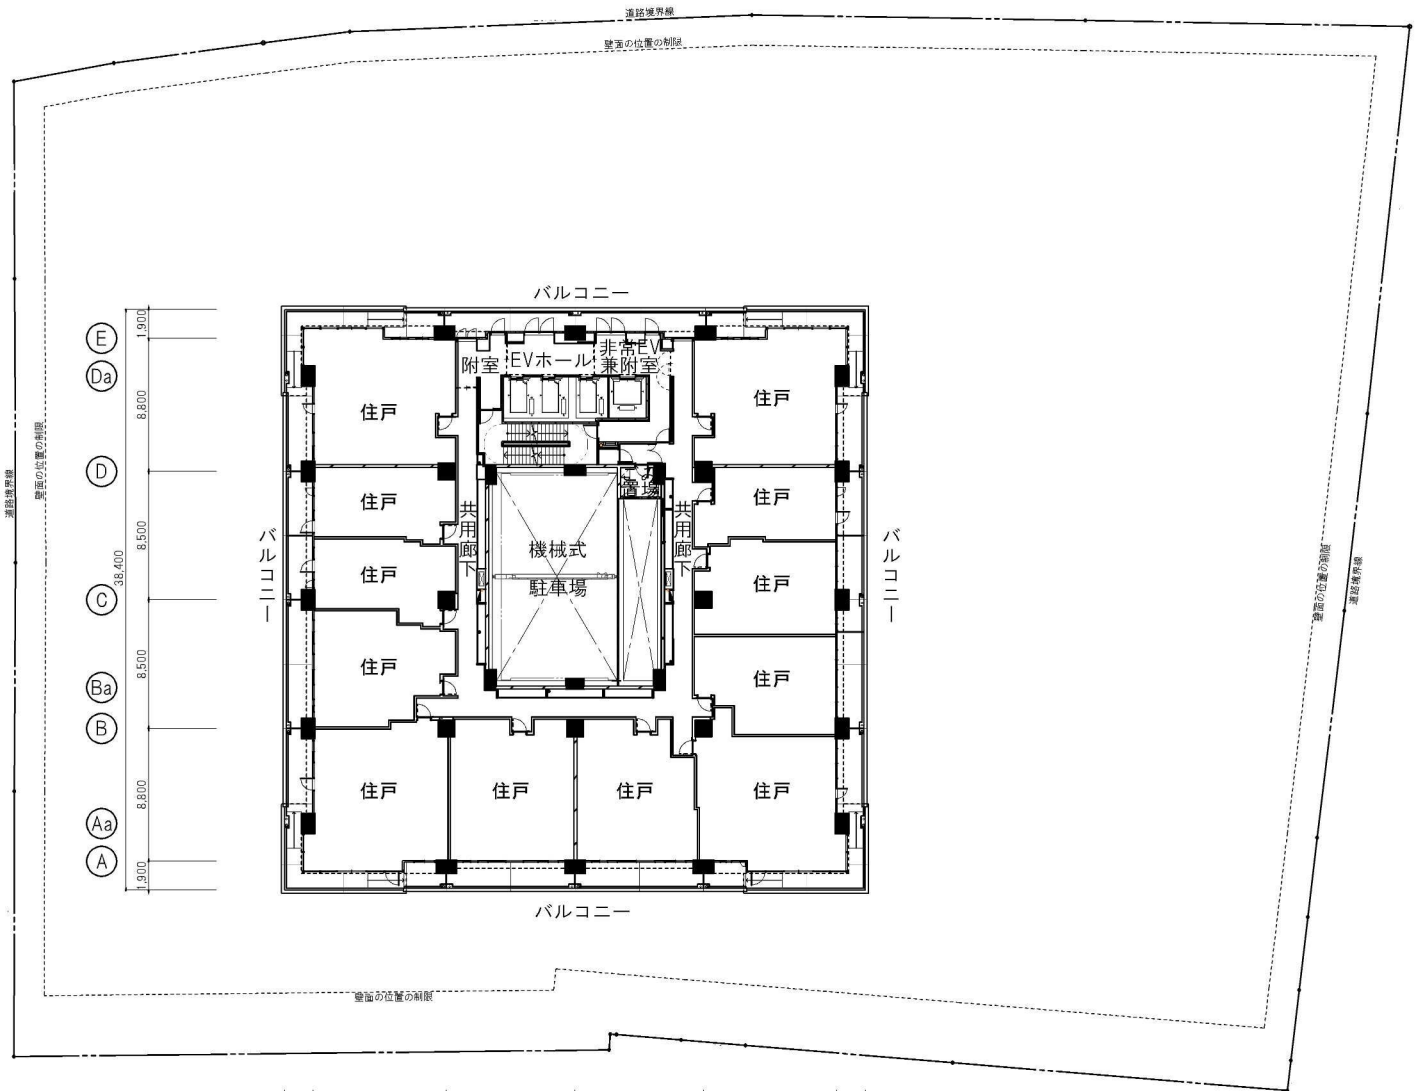 道路境界線
壁面の位置の制限
バルコニー
E
1,900
附室
EVホール
非常EV
兼附室
Da
8,800
住戸
住戸
道路境界線
壁面の位置の制限
D
住戸
住戸
置場
8,500
共用廊下
共用廊下
バルコニー
バルコニー
38,400
機械式
駐車場
住戸
住戸
C
壁面の位置の制限
道路境界線
8,500
住戸
住戸
Ba
B
8,800
住戸
住戸
住戸
住戸
Aa
A
1,900
バルコニー
壁面の位置の制限